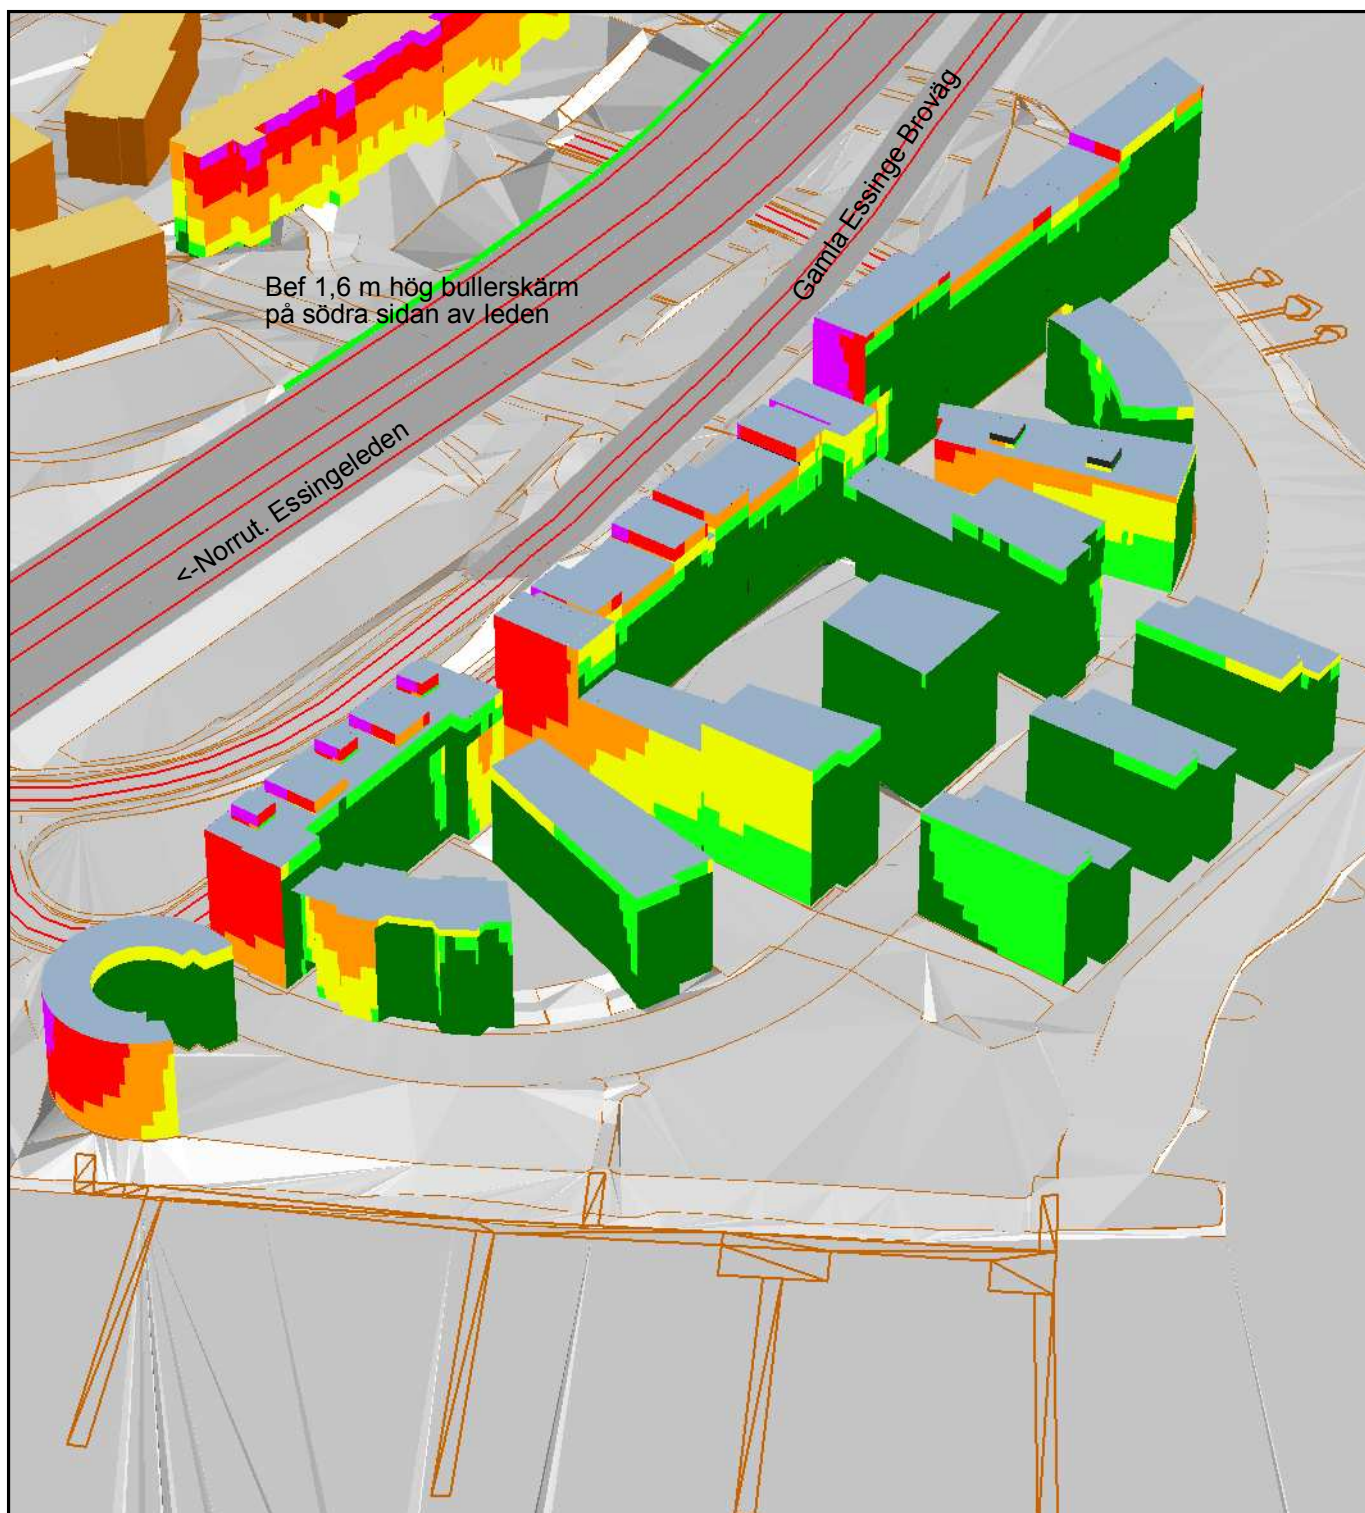 Bef 1,6 m hög bullerskärm
på södra sidan av leden
Gamla Essinge Broväg
<-Norrut. Essingeleden